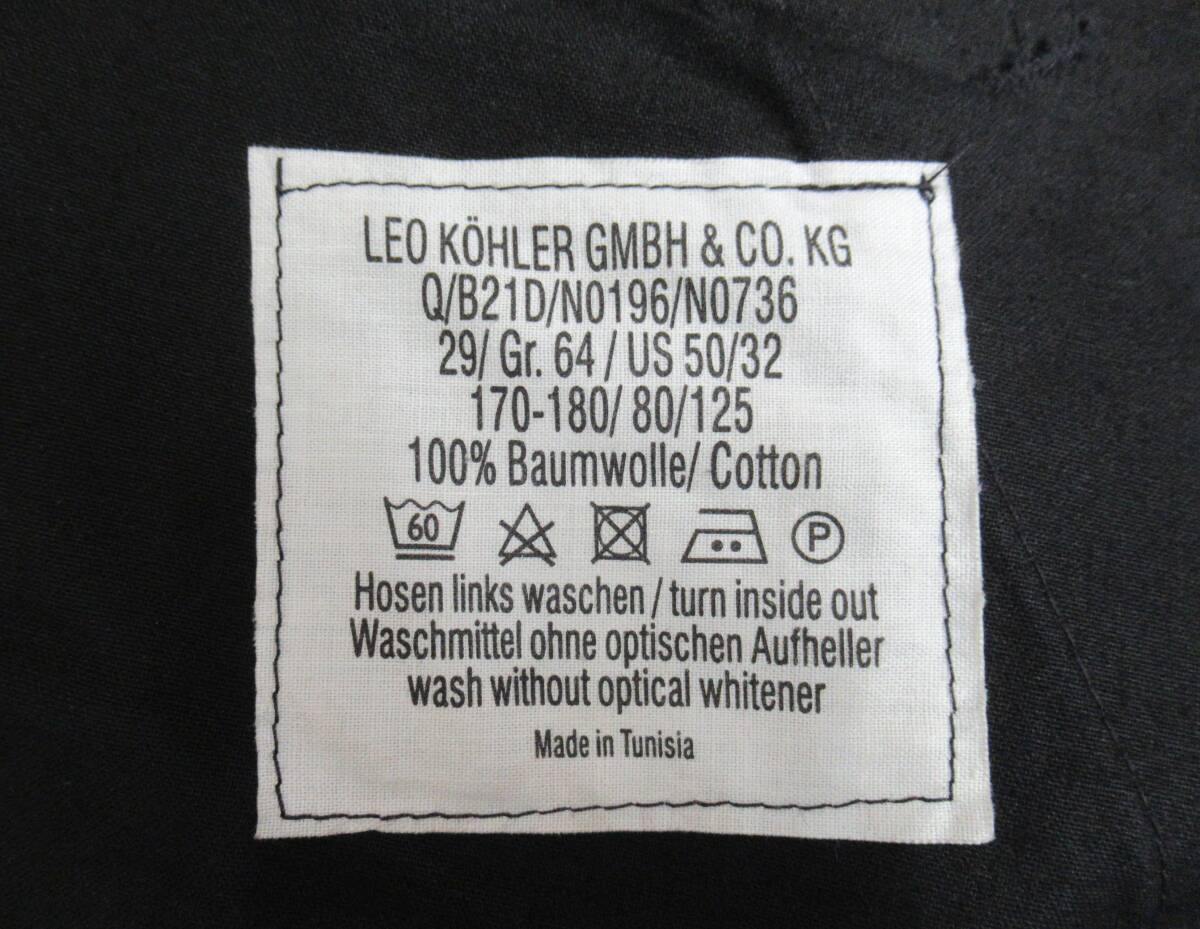 LEO KÖHLER GMBH & CO. KG
Q/B21D/N0196/N0736
29/ Gr. 64 / US 50/32
170-180/ 80/125
100% Baumwolle/ Cotton
60 P
Hosen links waschen / turn inside out
Waschmittel ohne optischen Aufheller
wash without optical whitener
Made in Tunisia